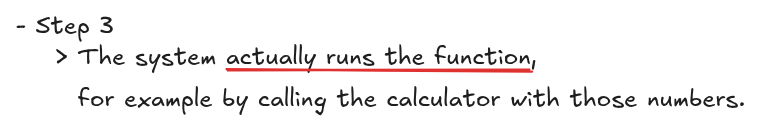 - Step 3
> The system actually runs the function,
for example by calling the calculator with those numbers.